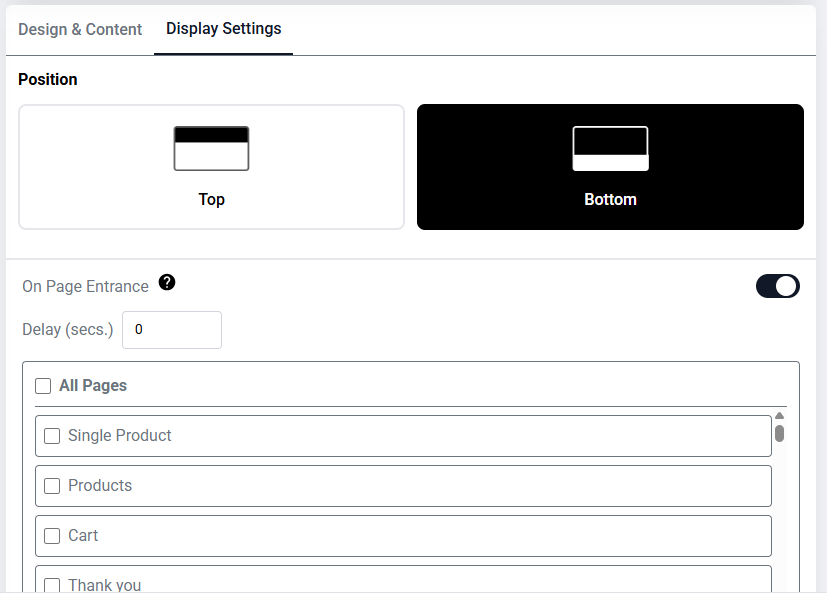 Design & Content Display Settings
Position
Top Bottom
On Page Entrance ?
Delay (secs.) 0
All Pages
Single Product
Products
Cart
Thank you